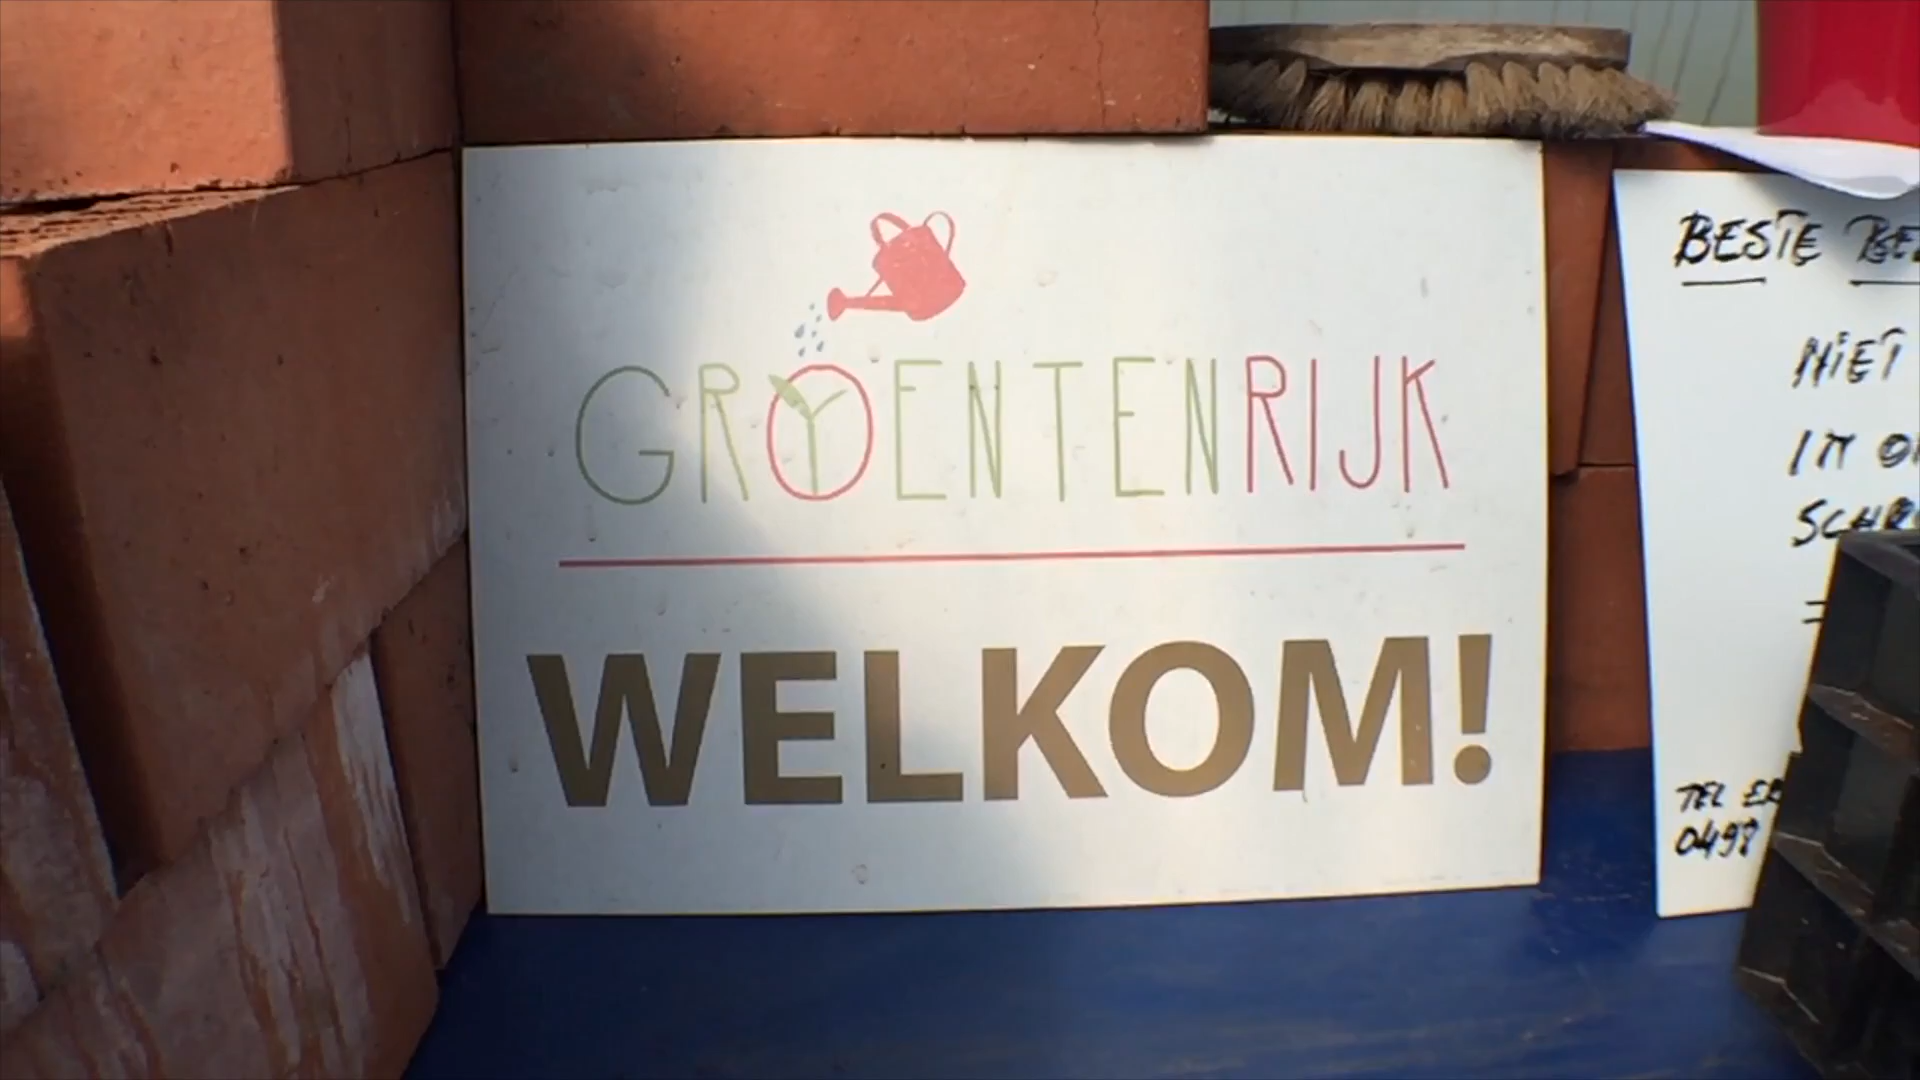 GROENTENRIJK
WELKOM!
BESTE
NIET
IN
TEL
0498